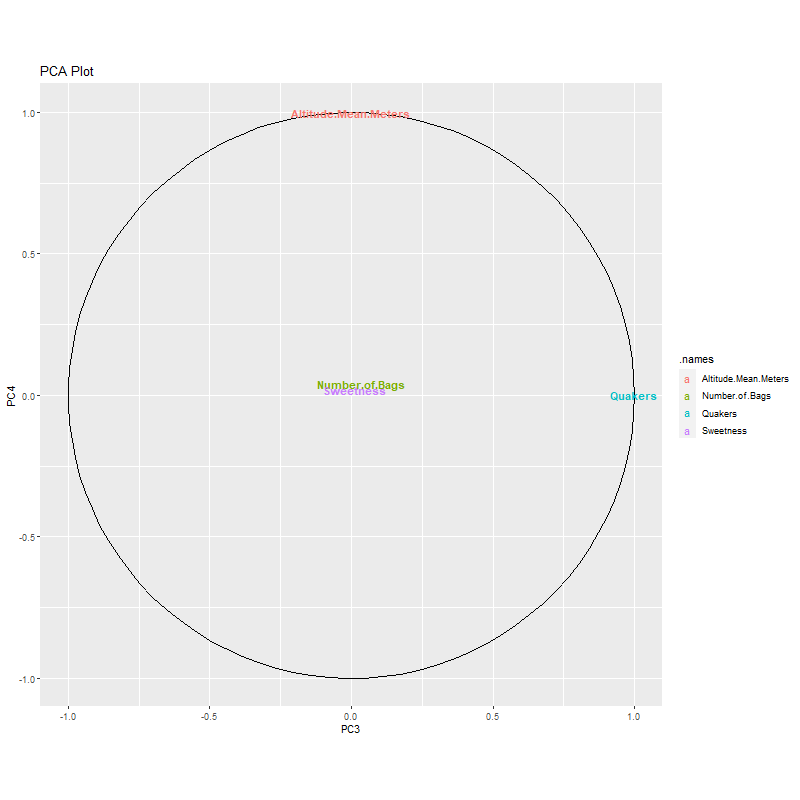 PCA Plot
1.0
0.5
0.0
-0.5
-1.0
PC4
Altitude.Mean.Meters
Number.of.Bags
Sweetness
Quakers
-1.0
-0.5
0.0
0.5
1.0
PC3
.names
a Altitude.Mean.Meters
a Number.of.Bags
a Quakers
a Sweetness